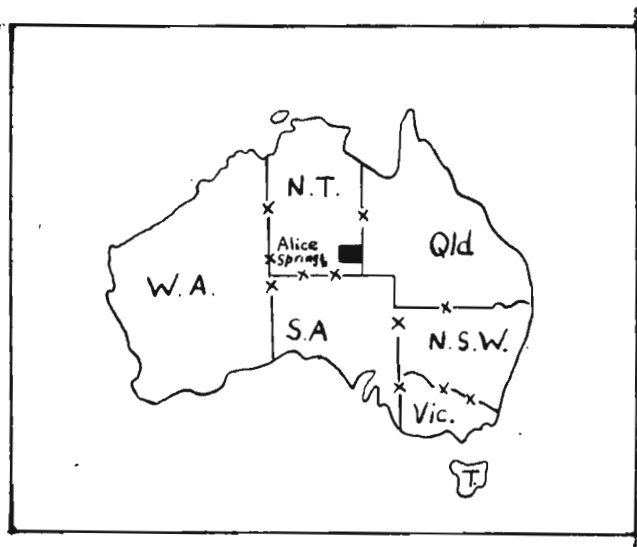 N.T.
Alice
Springs
Qld
W.A.
S.A
N.S.W.
Vic.
T.